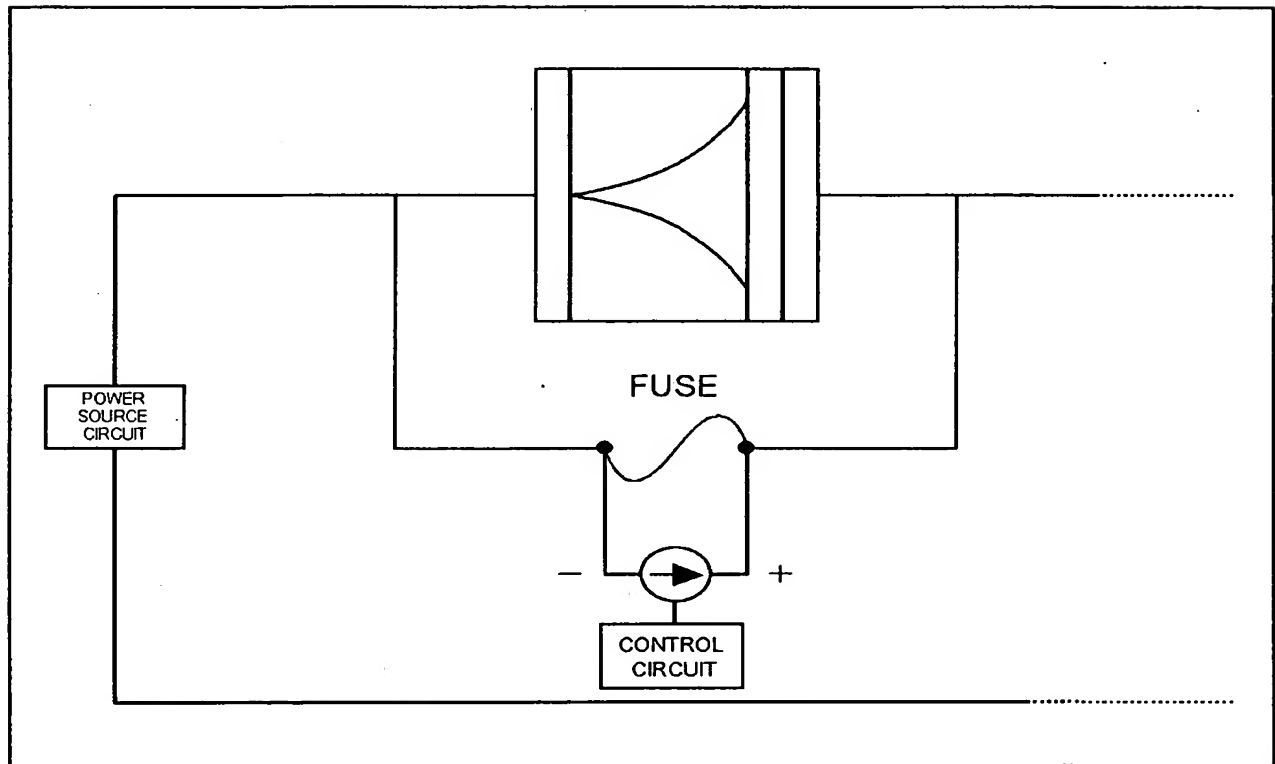 FUSE
POWER
SOURCE
CIRCUIT
− +
CONTROL
CIRCUIT